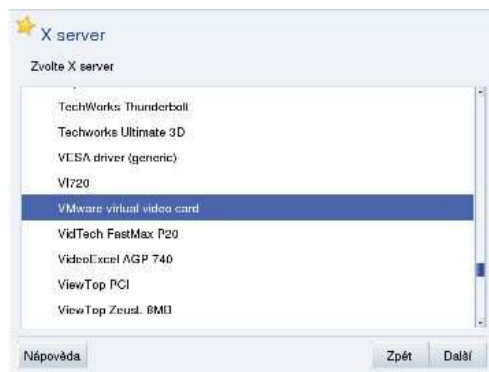 X server
Zvolte X server
TechWorks Thunderbolt
Techworks Ultimate 3D
VESA driver (generic)
VI720
VMware virtual video card
VidTech FastMax P20
VideoExcel AGP 740
ViewTop PCI
ViewTop ZeusL 8MB
Nápověda
Zpět
Další